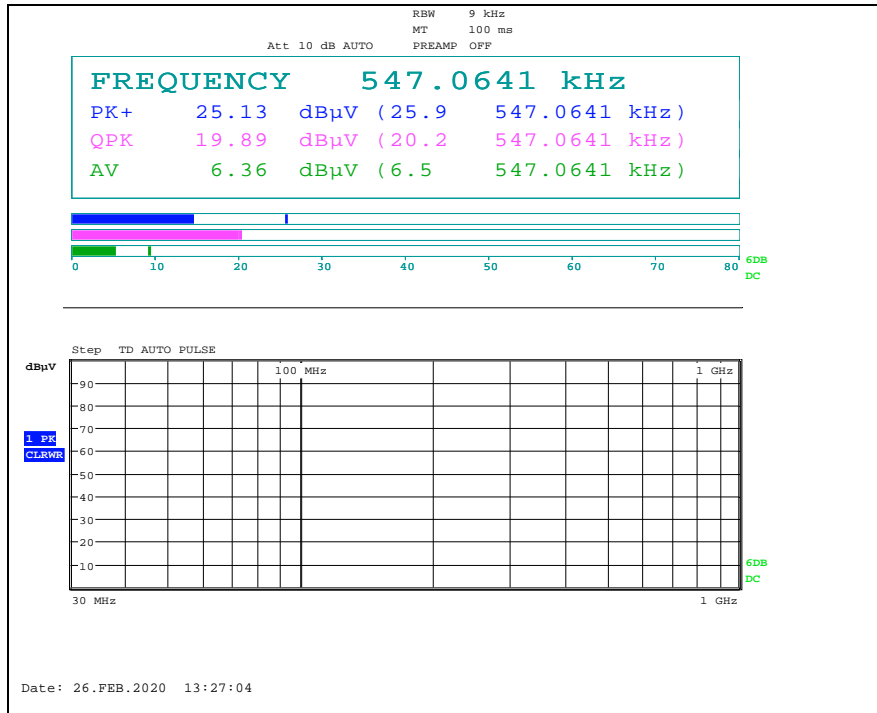 RBW 9 kHz
MT 100 ms
Att 10 dB AUTO PREAMP OFF
FREQUENCY 547.0641 kHz
PK+ 25.13 dBµV (25.9 547.0641 kHz)
QPK 19.89 dBµV (20.2 547.0641 kHz)
AV 6.36 dBµV (6.5 547.0641 kHz)
0 10 20 30 40 50 60 70 80
6DB
DC
Step TD AUTO PULSE
dBµV
100 MHz 1 GHz
90
80
70
1 PK
CLRWR
60
50
40
30
20
10
6DB
DC
30 MHz 1 GHz
Date: 26.FEB.2020 13:27:04